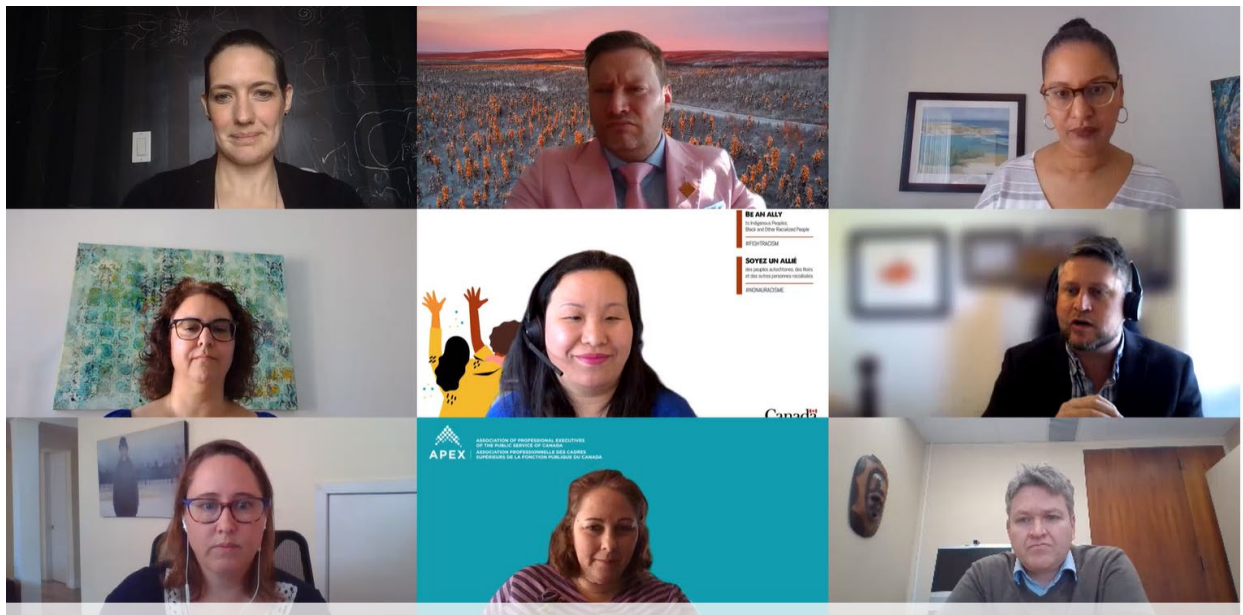 BE AN ALLY
to Indigenous Peoples,
Black and Other Racialized People
#FIGHTRACISM
SOYEZ UN ALLIÉ
des peuples autochtones, des Noirs
et des autres personnes racialisées
#NONAURACISME
Canada
APEX
ASSOCIATION OF PROFESSIONAL EXECUTIVES
OF THE PUBLIC SERVICE OF CANADA
ASSOCIATION PROFESSIONNELLE DES CADRES
SUPÉRIEURS DE LA FONCTION PUBLIQUE DU CANADA